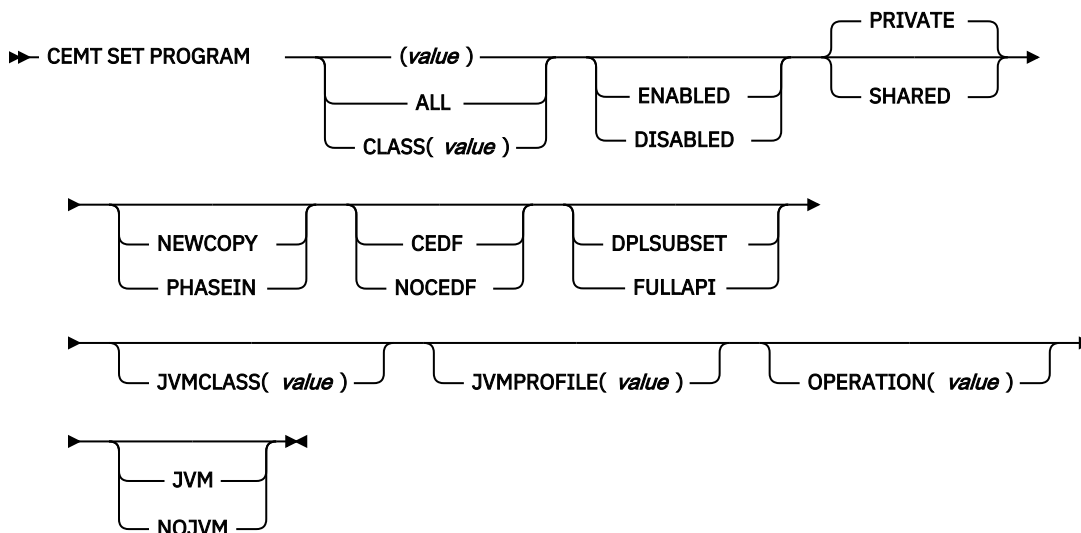 PRIVATE
CEMT SET PROGRAM (value)
ALL
CLASS( value )
ENABLED
DISABLED
SHARED
NEWCOPY
PHASEIN
CEDF
NOCEDF
DPLSUBSET
FULLAPI
JVMCLASS( value )
JVMPROFILE( value )
OPERATION( value )
JVM
NOJVM